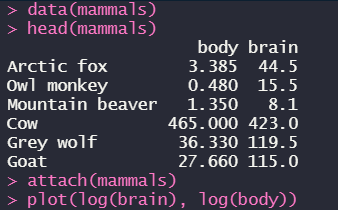 > data(mammals)
> head(mammals)
body brain
Arctic fox 3.385 44.5
Owl monkey 0.480 15.5
Mountain beaver 1.350 8.1
Cow 465.000 423.0
Grey wolf 36.330 119.5
Goat 27.660 115.0
> attach(mammals)
> plot(log(brain), log(body))